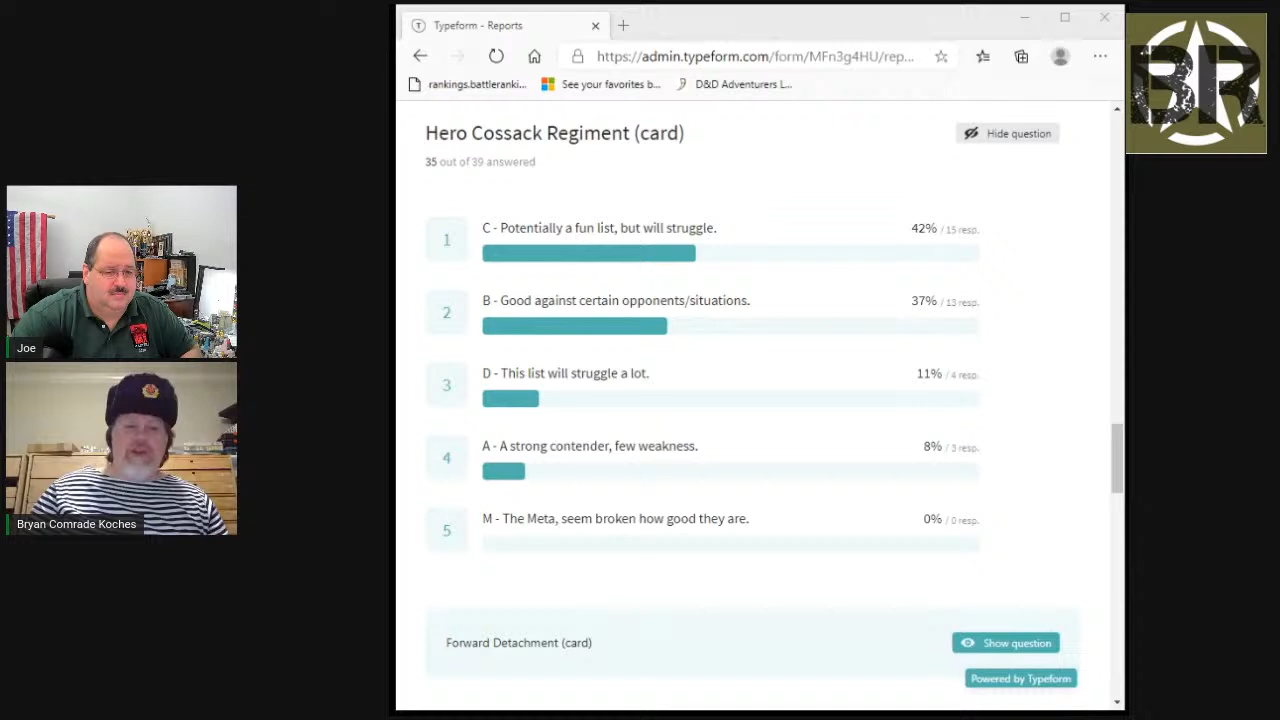 Typeform - Reports
https://admin.typeform.com/form/MFn3g4HU/rep...
rankings.battleranki...
See your favorites b...
D&D Adventurers L...
BR
Hero Cossack Regiment (card)
Hide question
35 out of 39 answered
1
C - Potentially a fun list, but will struggle.
42% / 15 resp.
2
B - Good against certain opponents/situations.
37% / 13 resp.
3
D - This list will struggle a lot.
11% / 4 resp.
4
A - A strong contender, few weakness.
8% / 3 resp.
5
M - The Meta, seem broken how good they are.
0% / 0 resp.
Forward Detachment (card)
Show question
Powered by Typeform
Joe
Bryan Comrade Koches